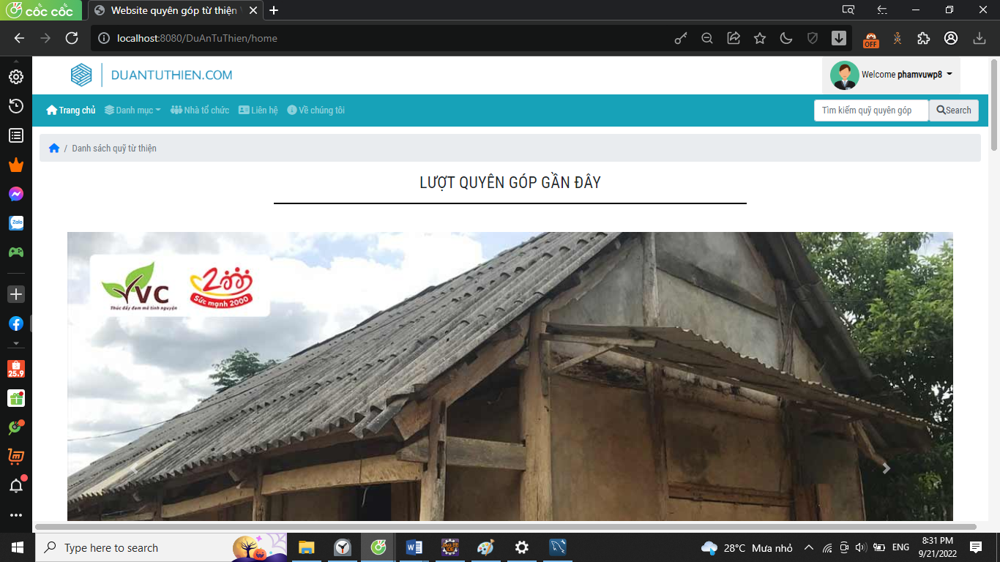 cốc cốc
Website quyên góp từ thiện
localhost:8080/DuAnTuThien/home
OFF
DUANTUTHIEN.COM
Welcome phamvuwp8
Trang chủ Danh mục Nhà tổ chức Liên hệ Về chúng tôi
Tìm kiếm quỹ quyên góp Search
/ Danh sách quỹ từ thiện
LƯỢT QUYÊN GÓP GẦN ĐÂY
VVC
Thúc đẩy đam mê tình nguyện
2000
Sức mạnh 2000
Zalo
25.9
Type here to search
28°C Mưa nhỏ
ENG
8:31 PM
9/21/2022